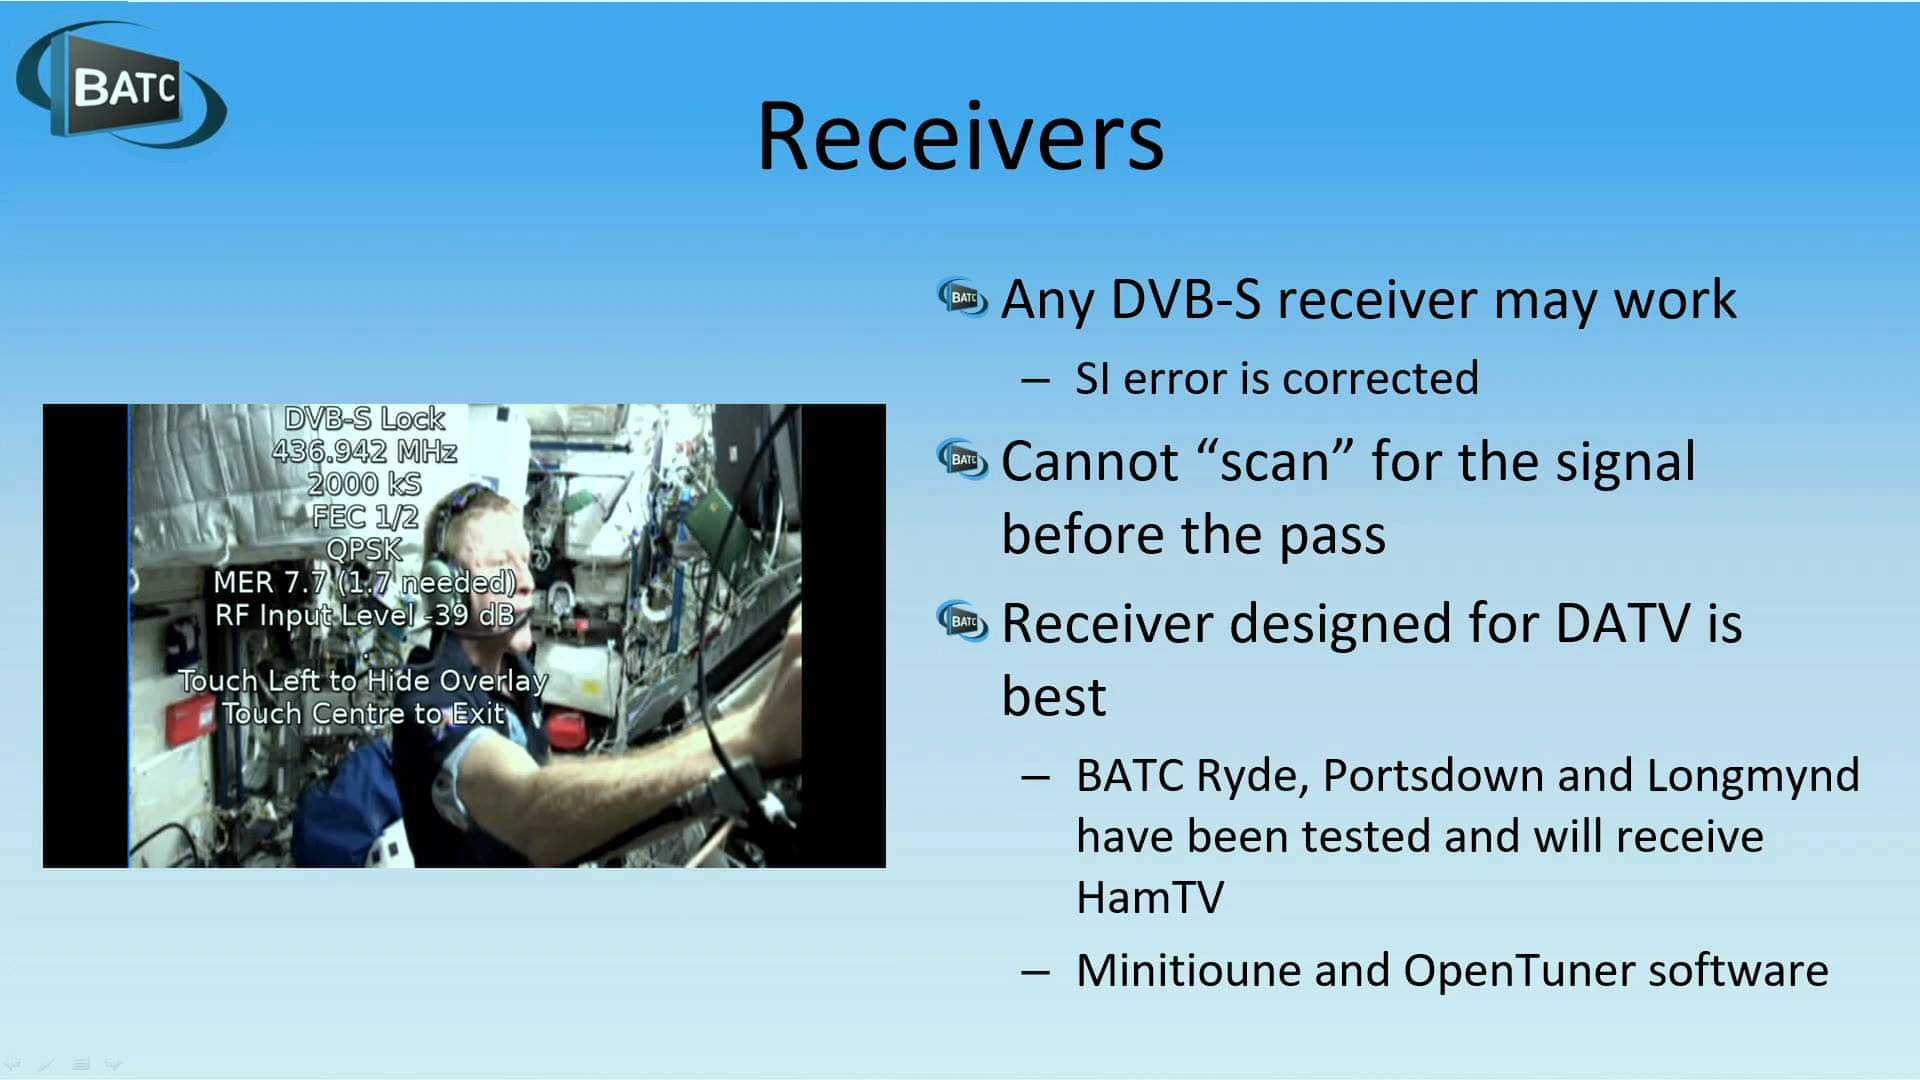 BATC
Receivers
BATC Any DVB-S receiver may work
– SI error is corrected
BATC Cannot “scan” for the signal
before the pass
BATC Receiver designed for DATV is
best
– BATC Ryde, Portsdown and Longmynd
have been tested and will receive
HamTV
– Minitioune and OpenTuner software
DVB-S Lock
436.942 MHz
2000 kS
FEC 1/2
QPSK
MER 7.7 (1.7 needed)
RF Input Level -39 dB
.
Touch Left to Hide Overlay
Touch Centre to Exit